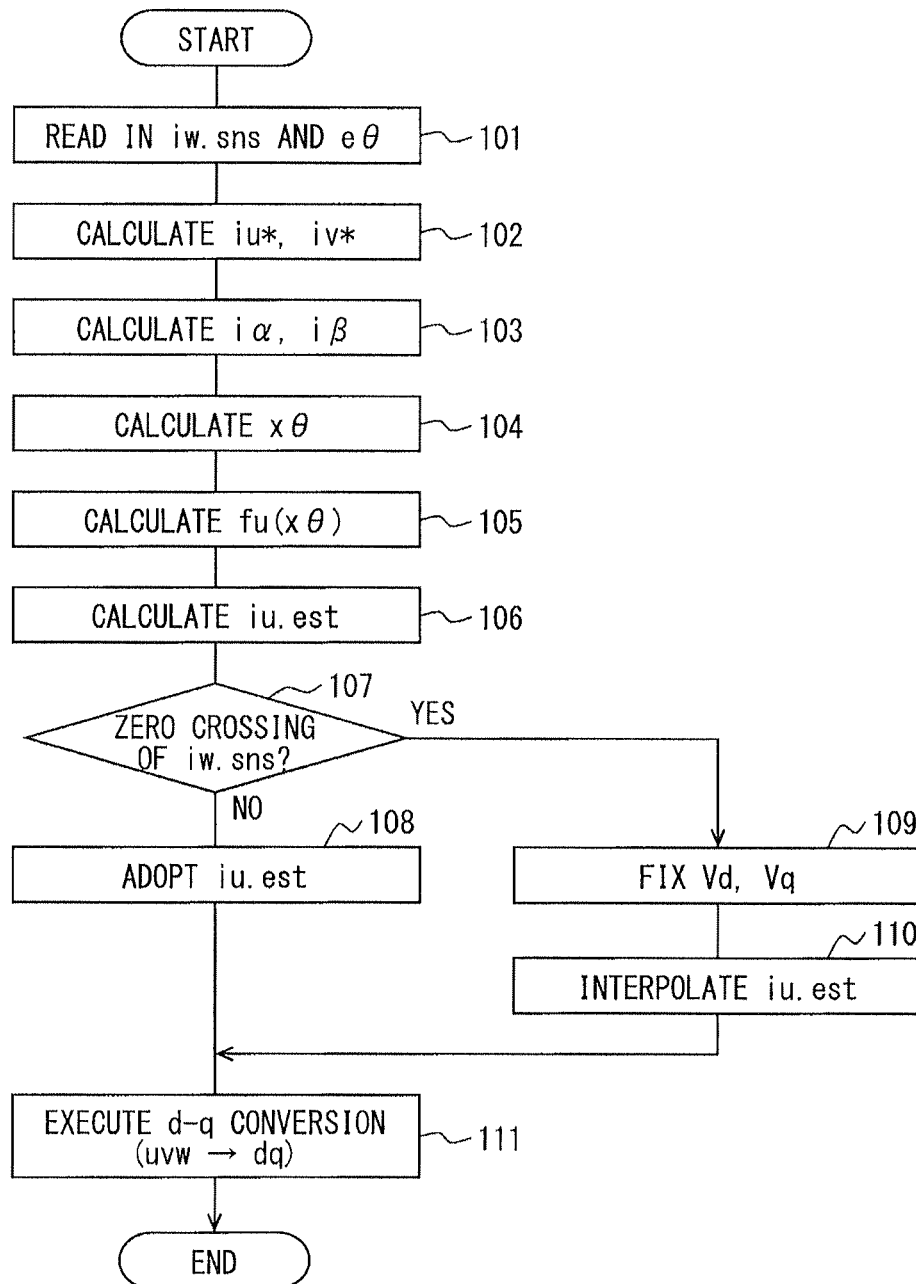 START
READ IN iw.sns AND eθ
101
CALCULATE iu*, iv*
102
CALCULATE iα, iβ
103
CALCULATE xθ
104
CALCULATE fu(xθ)
105
CALCULATE iu.est
106
107
ZERO CROSSING
OF iw.sns?
YES
NO
108
ADOPT iu.est
109
FIX Vd, Vq
110
INTERPOLATE iu.est
EXECUTE d-q CONVERSION
(uvw → dq)
111
END